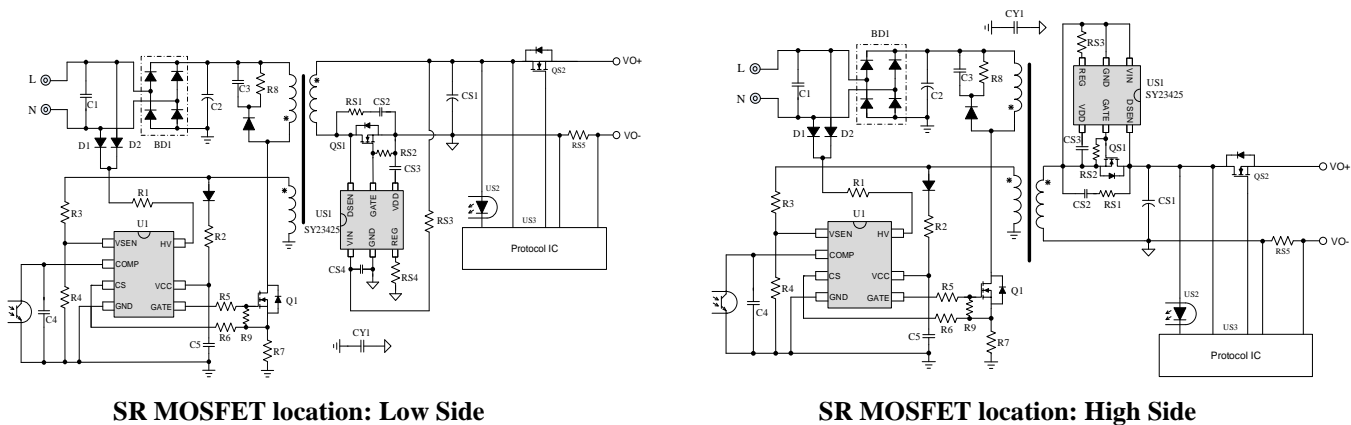 CY1
BD1
L
N
C1
C2
C3
R8
D1
D2
BD1
R1
R3
U1
VSEN
HV
COMP
CS
VCC
GND
GATE
R2
R4
C4
R5
R6
R9
Q1
C5
R7
RS1
CS2
QS1
RS2
CS3
CS1
QS2
VO+
VO-
RS5
US1
SY23425
DSEN
GATE
VDD
VIN
GND
REG
RS3
CS4
RS4
US2
US3
Protocol IC
CY1
L
N
C1
C2
C3
R8
D1
D2
R1
R3
U1
VSEN
HV
COMP
CS
VCC
GND
GATE
R2
R4
C4
R5
R6
R9
Q1
C5
R7
RS3
REG
GND
VIN
VDD
GATE
DSEN
US1
SY23425
CS3
RS2
QS1
CS2
RS1
CS1
QS2
VO+
VO-
RS5
US2
US3
Protocol IC
SR MOSFET location: Low Side
SR MOSFET location: High Side